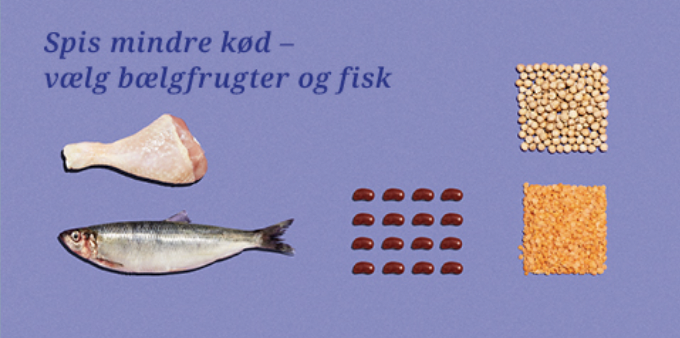 Spis mindre kød –
vælg bælgfrugter og fisk